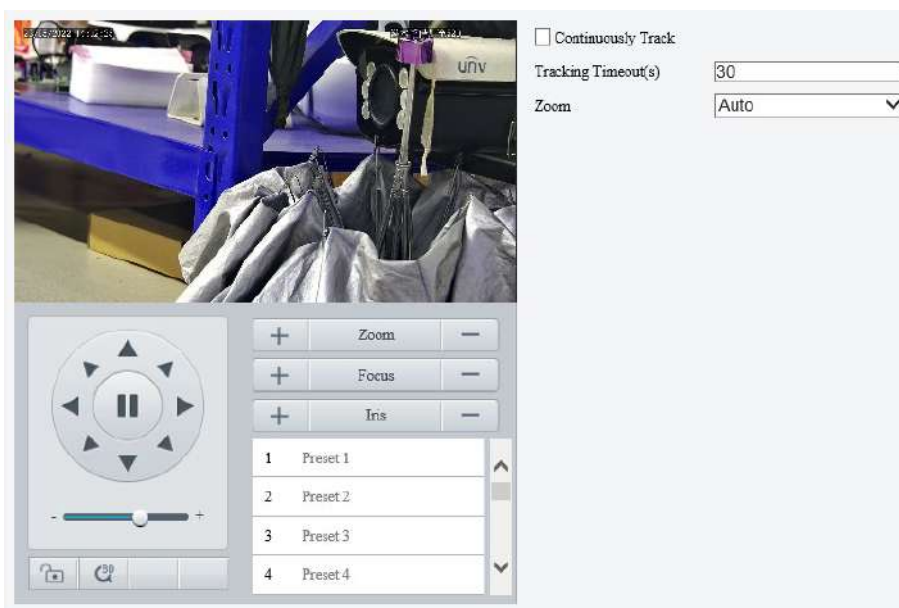 unv
Continuously Track
Tracking Timeout(s)
30
Zoom
Auto
+ Zoom −
+ Focus −
+ Iris −
1 Preset 1
2 Preset 2
3 Preset 3
4 Preset 4
- +
3D